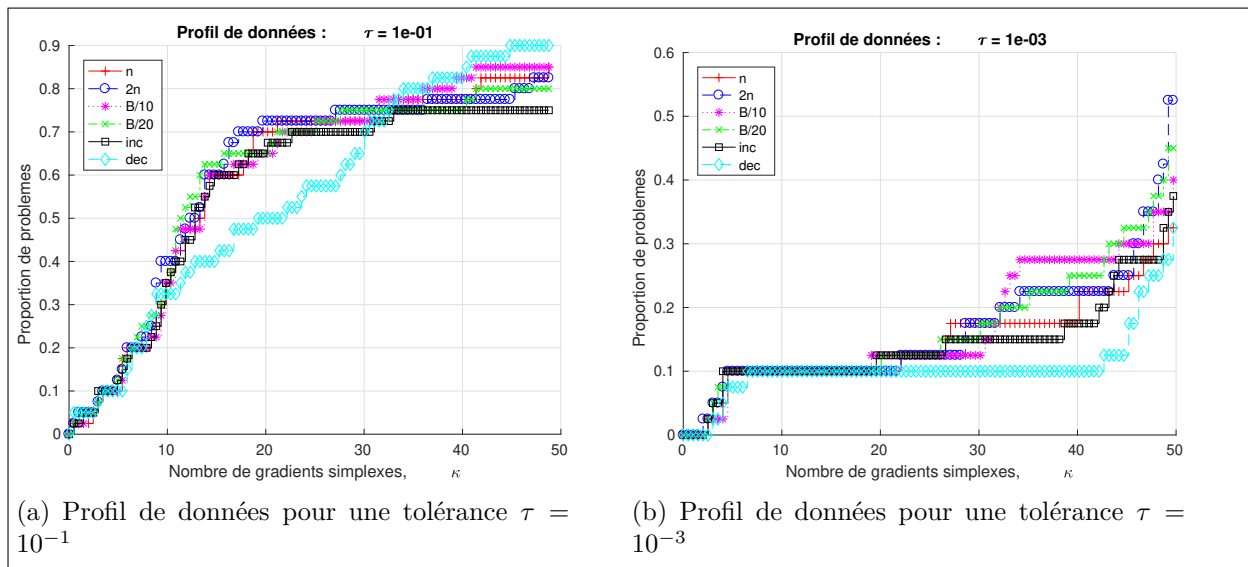 Profil de données : τ = 1e-01
0.9
0.8
0.7
0.6
0.5
0.4
0.3
0.2
0.1
0
Proportion de problèmes
n
2n
B/10
B/20
inc
dec
0 10 20 30 40 50
Nombre de gradients simplexes, κ
(a) Profil de données pour une tolérance τ =
10⁻¹
Profil de données : τ = 1e-03
0.6
0.5
0.4
0.3
0.2
0.1
0
Proportion de problèmes
n
2n
B/10
B/20
inc
dec
0 10 20 30 40 50
Nombre de gradients simplexes, κ
(b) Profil de données pour une tolérance τ =
10⁻³